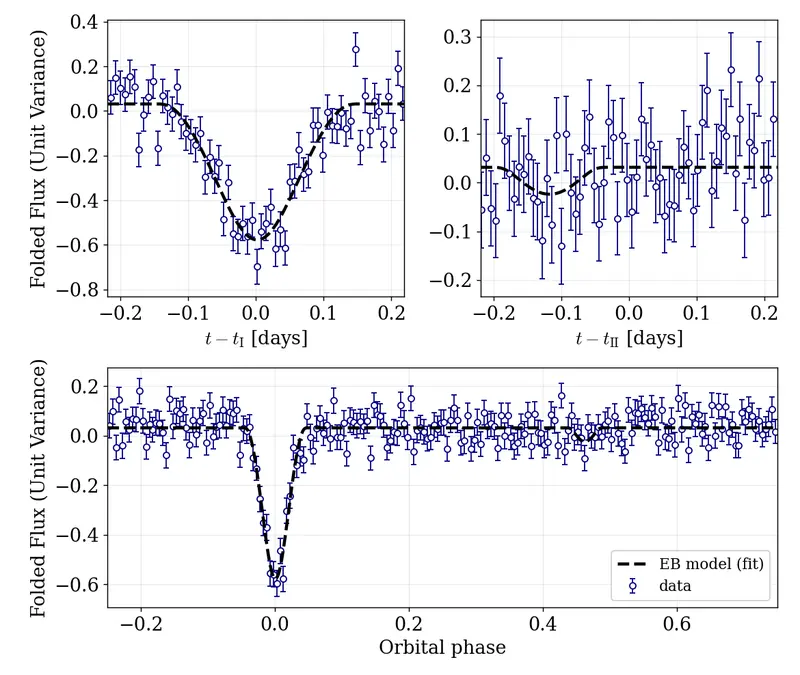 Folded Flux (Unit Variance)
0.4
0.2
0.0
−0.2
−0.4
−0.6
−0.8
−0.2 −0.1 0.0 0.1 0.2
t − tI [days]
0.3
0.2
0.1
0.0
−0.1
−0.2
−0.2 −0.1 0.0 0.1 0.2
t − tII [days]
Folded Flux (Unit Variance)
0.2
0.0
−0.2
−0.4
−0.6
−0.2 0.0 0.2 0.4 0.6
Orbital phase
EB model (fit)
data